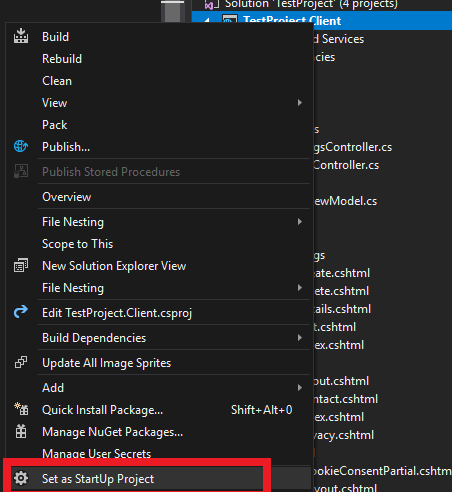 Solution 'TestProject' (4 projects)
TestProject.Client
Build
d Services
Rebuild
cies
Clean
View
Pack
s
Publish...
gsController.cs
Controller.cs
Publish Stored Procedures
Overview
ewModel.cs
File Nesting
Scope to This
gs
New Solution Explorer View
ate.cshtml
File Nesting
ete.cshtml
ails.cshtml
Edit TestProject.Client.csproj
t.cshtml
Build Dependencies
ex.cshtml
Update All Image Sprites
out.cshtml
Add
ntact.cshtml
Quick Install Package... Shift+Alt+0
ex.cshtml
Manage NuGet Packages...
vacy.cshtml
Manage User Secrets
ookieConsentPartial.cshtml
Set as StartUp Project
out.cshtml